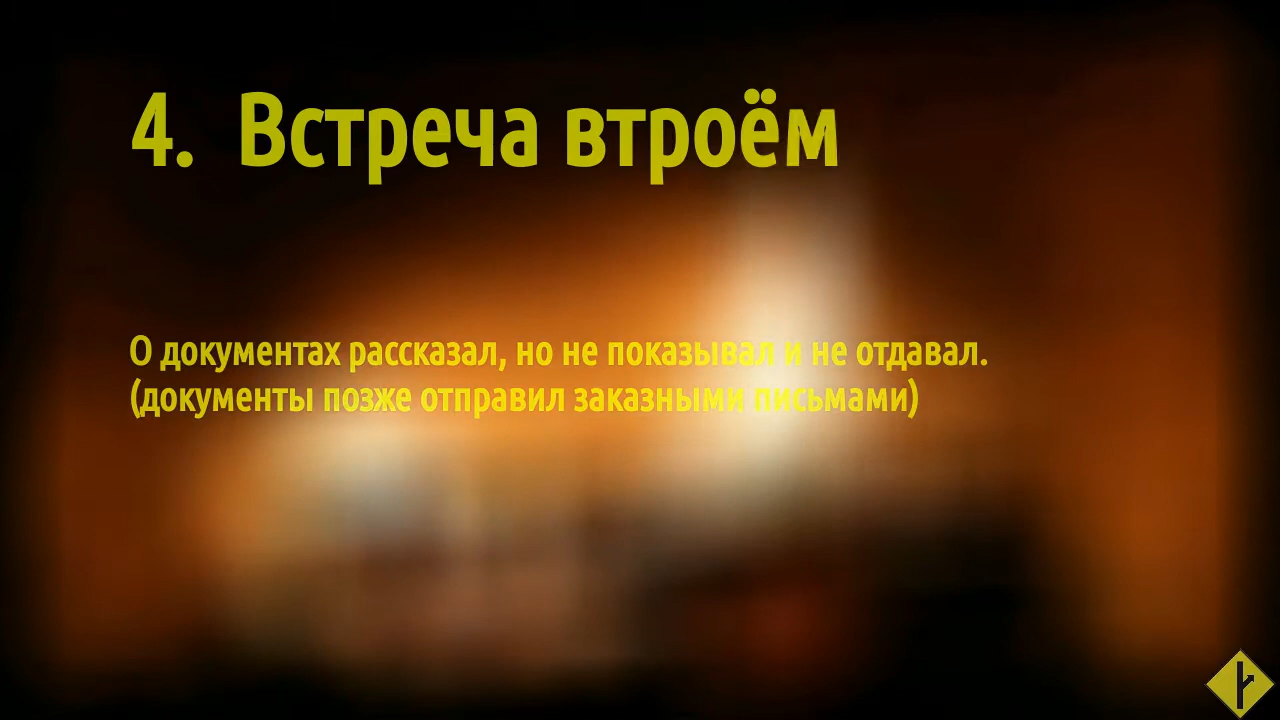 4. Встреча втроём
О документах рассказал, но не показывал и не отдавал.
(документы позже отправил заказными письмами)